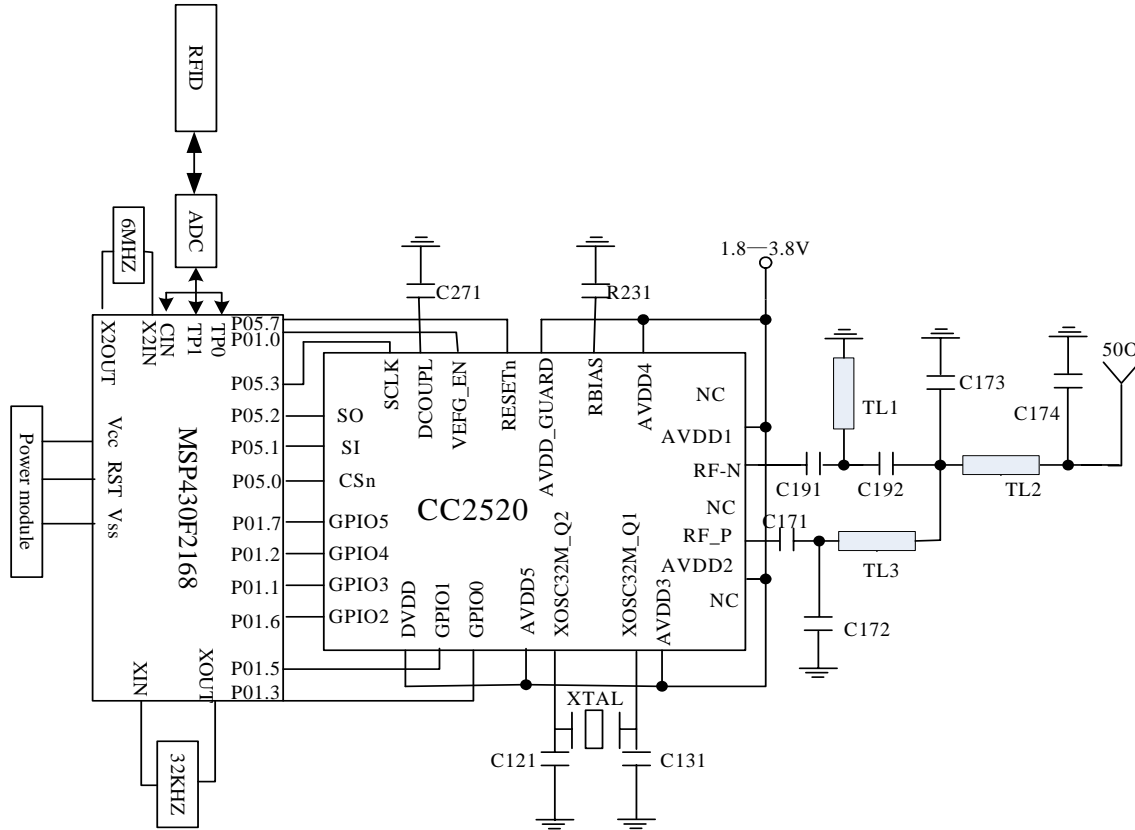 RFID
ADC
6MHZ
1.8—3.8V
C271
R231
X2OUT
X2IN
CIN
TP1
TP0
P05.7
P01.0
P05.3
P05.2
P05.1
P05.0
P01.7
P01.2
P01.1
P01.6
P01.5
P01.3
Power module
Vcc
RST
Vss
MSP430F2168
XIN
XOUT
32KHZ
SCLK
DCOUPL
VEFG_EN
RESETn
AVDD_GUARD
RBIAS
AVDD4
NC
AVDD1
RF-N
NC
RF_P
AVDD2
NC
SO
SI
CSn
GPIO5
GPIO4
GPIO3
GPIO2
CC2520
DVDD
GPIO1
GPIO0
AVDD5
XOSC32M_Q2
XOSC32M_Q1
AVDD3
XTAL
C121
C131
TL1
C173
C174
50Ω
C191
C192
TL2
C171
TL3
C172